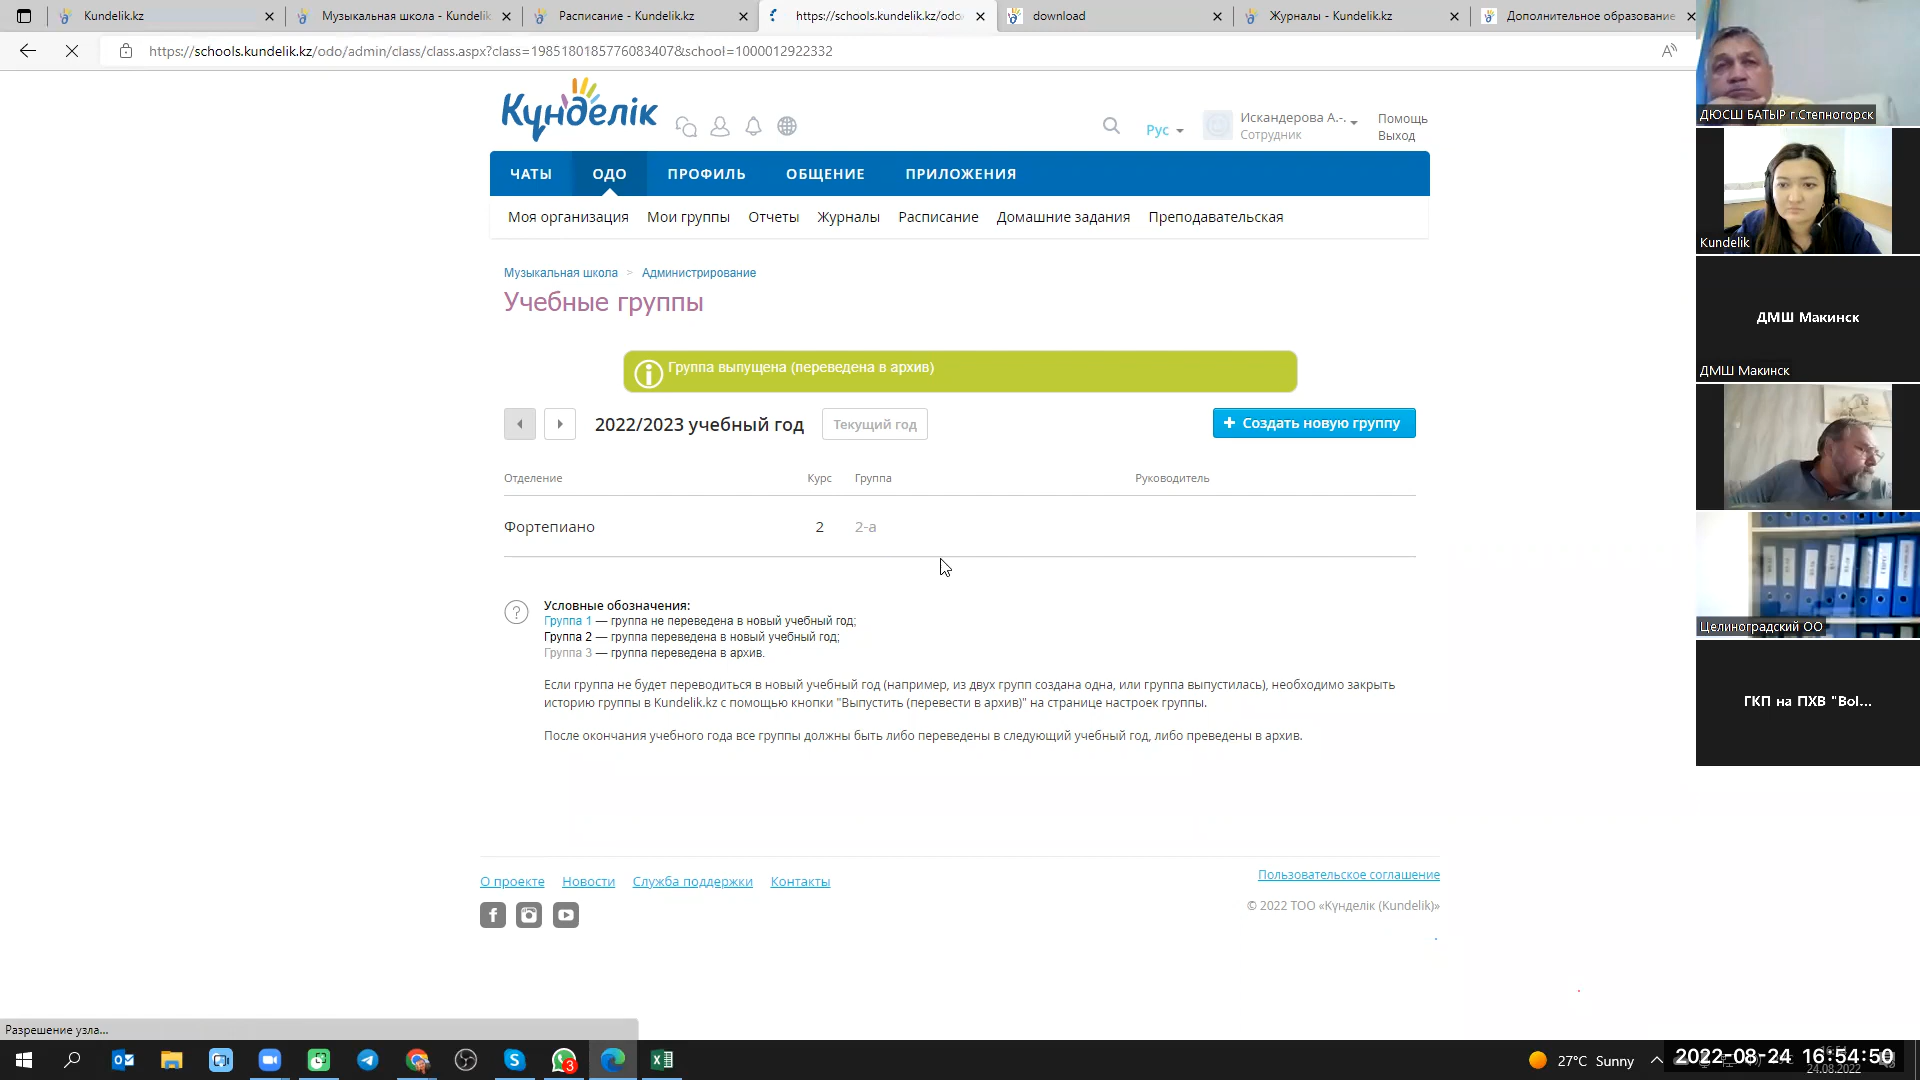 Kundelik.kz
Музыкальная школа - Kundelik
Расписание - Kundelik.kz
https://schools.kundelik.kz/odo
download
Журналы - Kundelik.kz
Дополнительное образование
https://schools.kundelik.kz/odo/admin/class/class.aspx?class=1985180185776083407&school=1000012922332
Күнделік
Рус
Искандерова А.-.
Сотрудник
Помощь
Выход
ЧАТЫ
ОДО
ПРОФИЛЬ
ОБЩЕНИЕ
ПРИЛОЖЕНИЯ
Моя организация
Мои группы
Отчеты
Журналы
Расписание
Домашние задания
Преподавательская
Музыкальная школа > Администрирование
Учебные группы
Группа выпущена (переведена в архив)
2022/2023 учебный год
Текущий год
+ Создать новую группу
Отделение
Курс
Группа
Руководитель
Фортепиано
2
2-а
Условные обозначения:
Группа 1 — группа не переведена в новый учебный год;
Группа 2 — группа переведена в новый учебный год;
Группа 3 — группа переведена в архив.
Если группа не будет переводиться в новый учебный год (например, из двух групп создана одна, или группа выпустилась), необходимо закрыть
историю группы в Kundelik.kz с помощью кнопки "Выпустить (перевести в архив)" на странице настроек группы.
После окончания учебного года все группы должны быть либо переведены в следующий учебный год, либо преведены в архив.
О проекте
Новости
Служба поддержки
Контакты
Пользовательское соглашение
© 2022 ТОО «Күнделік (Kundelik)»
Разрешение узла...
ДЮСШ БАТЫР г.Степногорск
Kundelik
ДМШ Макинск
ДМШ Макинск
Целиноградский ОО
ГКП на ПХВ "Bol...
3
27°C Sunny
2022-08-24 16:54:50
24.08.2022